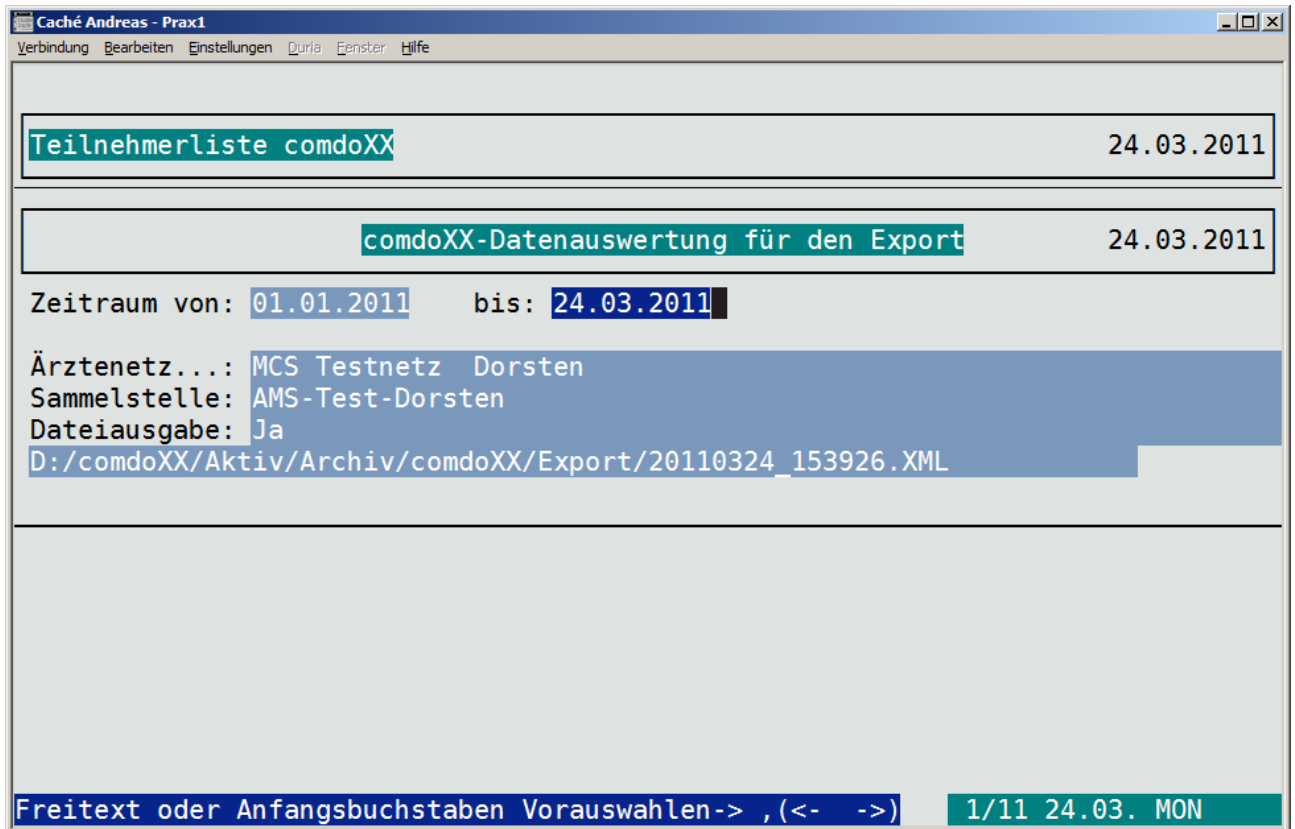 Caché Andreas - Prax1
Verbindung Bearbeiten Einstellungen Duria Fenster Hilfe
Teilnehmerliste comdoXX 24.03.2011
comdoXX-Datenauswertung für den Export 24.03.2011
Zeitraum von: 01.01.2011 bis: 24.03.2011
Ärztenetz...: MCS Testnetz Dorsten
Sammelstelle: AMS-Test-Dorsten
Dateiausgabe: Ja
D:/comdoXX/Aktiv/Archiv/comdoXX/Export/20110324_153926.XML
Freitext oder Anfangsbuchstaben Vorauswahlen-> ,(<- ->) 1/11 24.03. MON